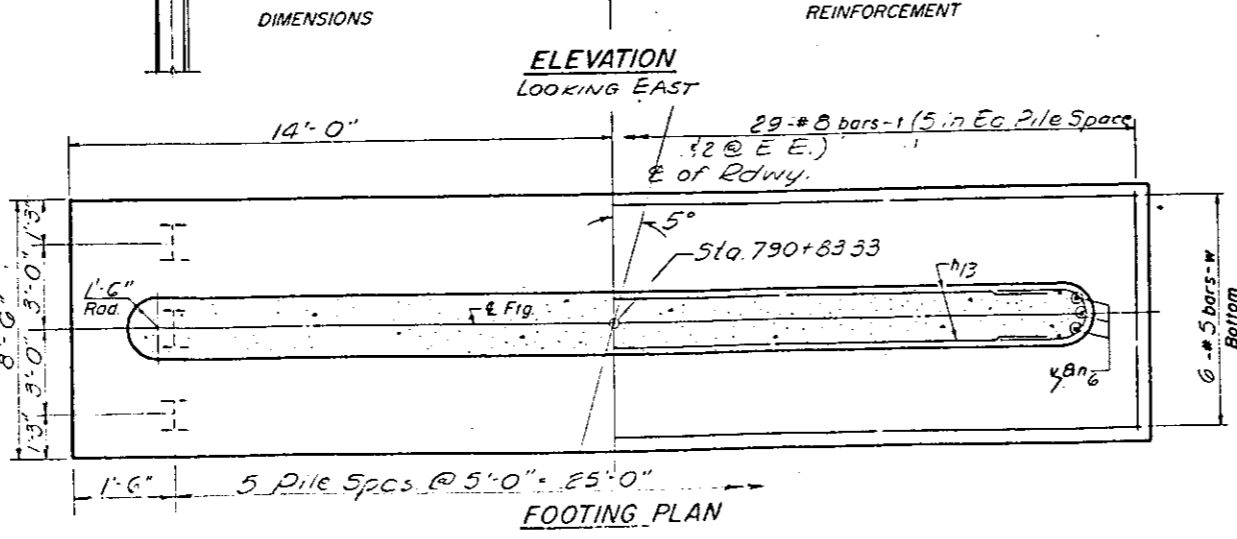 DIMENSIONS
REINFORCEMENT
ELEVATION
LOOKING EAST
14'-0"
29-#8 bars-t (5 in Ea Pile Space
& 2 @ E E.)
℄ of Rdwy.
5°
Sta. 790+83 33
1'-6"
Rad.
℄ Ftg.
h13
8'-6"
1'-3"
3'-0"
3'-0"
1'-3"
6-#5 bars-w
Bottom
1'-6"
5 Pile Spcs @ 5'-0" = 25'-0"
FOOTING PLAN